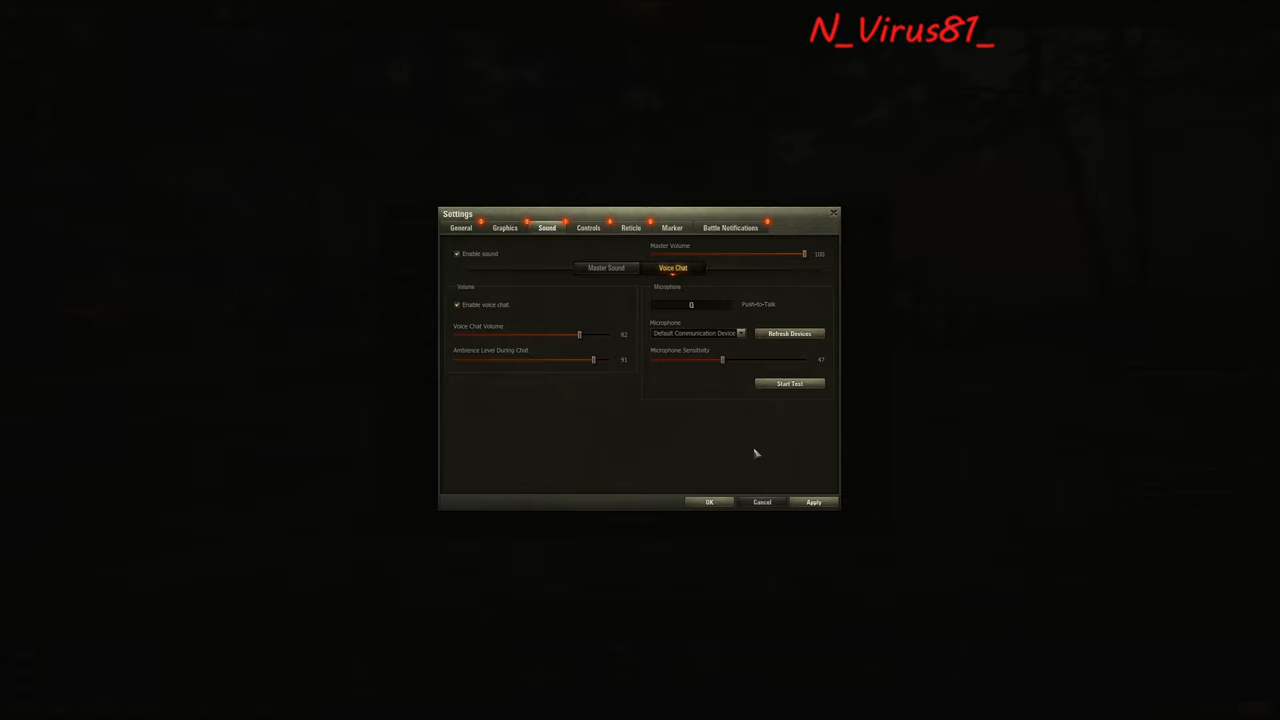 N_Virus81_
Settings
General Graphics Sound Controls Reticle Marker Battle Notifications
Enable sound
Master Volume
100
Master Sound Voice Chat
Volume
Enable voice chat
Voice Chat Volume
82
Ambience Level During Chat
91
Microphone
Q Push-to-Talk
Microphone
Default Communication Device Refresh Devices
Microphone Sensitivity
47
Start Test
OK Cancel Apply